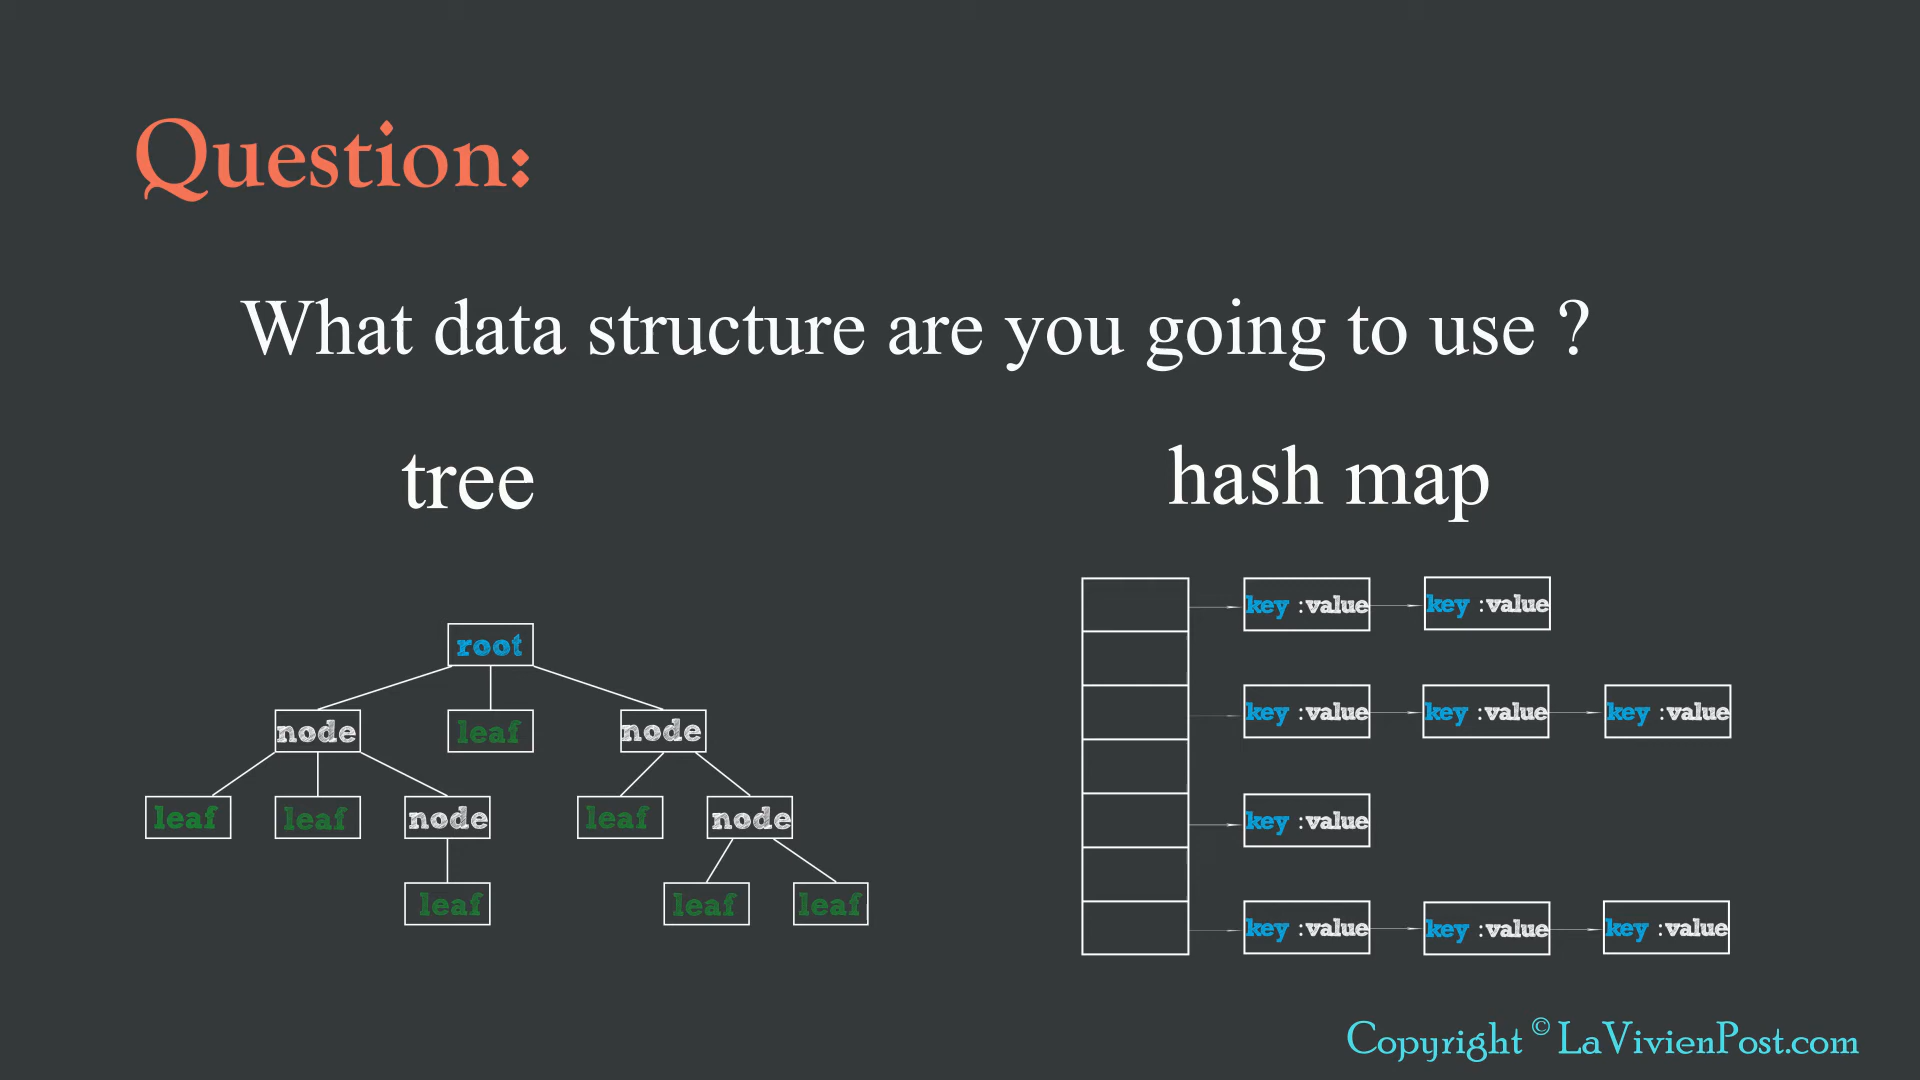 Question:
What data structure are you going to use ?
tree
hash map
root
node leaf node
leaf leaf node leaf node
leaf leaf leaf
key :value key :value
key :value key :value key :value
key :value
key :value key :value key :value
Copyright © LaVivienPost.com